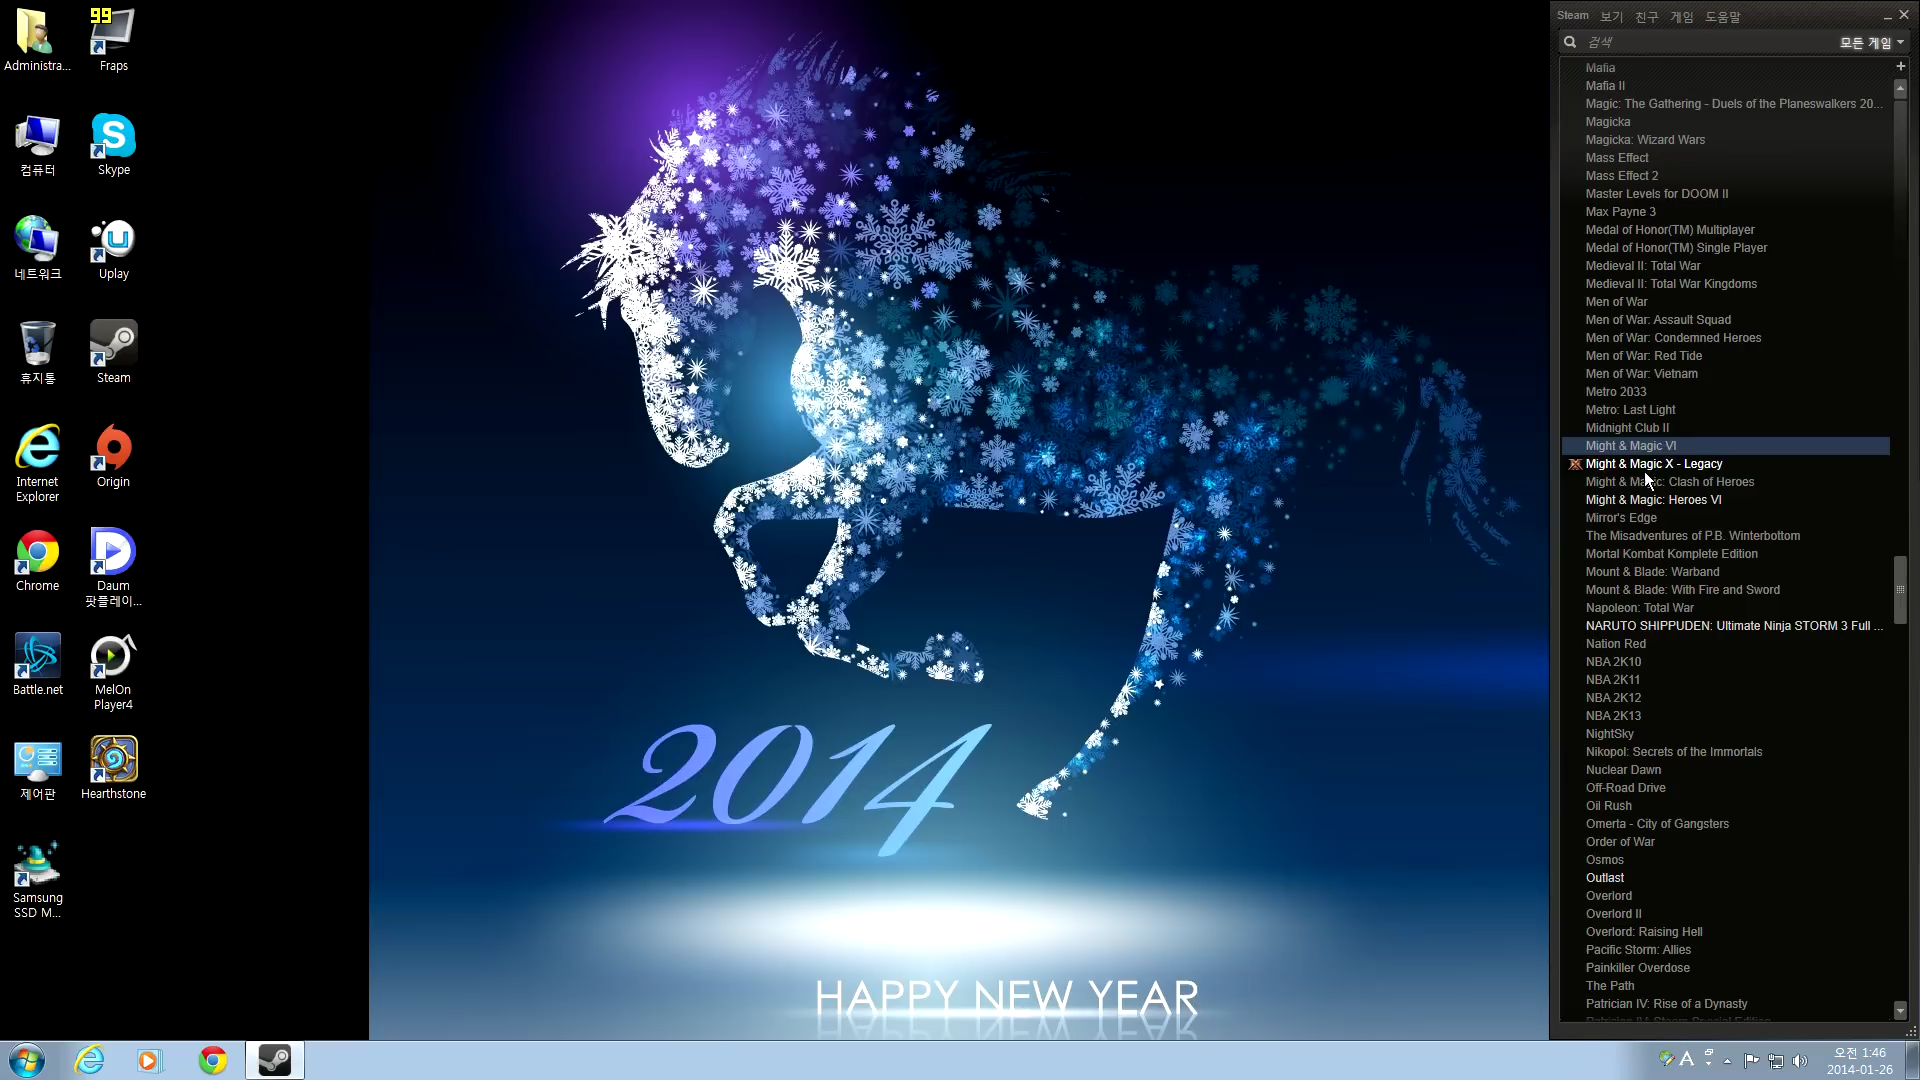 99
Administra...
Fraps
컴퓨터
Skype
네트워크
Uplay
휴지통
Steam
Internet
Explorer
Origin
Chrome
Daum
팟플레이...
Battle.net
MelOn
Player4
제어판
Hearthstone
Samsung
SSD M...
2014
HAPPY NEW YEAR
Steam 보기 친구 게임 도움말
검색 모든 게임
Mafia
Mafia II
Magic: The Gathering - Duels of the Planeswalkers 20...
Magicka
Magicka: Wizard Wars
Mass Effect
Mass Effect 2
Master Levels for DOOM II
Max Payne 3
Medal of Honor(TM) Multiplayer
Medal of Honor(TM) Single Player
Medieval II: Total War
Medieval II: Total War Kingdoms
Men of War
Men of War: Assault Squad
Men of War: Condemned Heroes
Men of War: Red Tide
Men of War: Vietnam
Metro 2033
Metro: Last Light
Midnight Club II
Might & Magic VI
Might & Magic X - Legacy
Might & Magic: Clash of Heroes
Might & Magic: Heroes VI
Mirror's Edge
The Misadventures of P.B. Winterbottom
Mortal Kombat Komplete Edition
Mount & Blade: Warband
Mount & Blade: With Fire and Sword
Napoleon: Total War
NARUTO SHIPPUDEN: Ultimate Ninja STORM 3 Full ...
Nation Red
NBA 2K10
NBA 2K11
NBA 2K12
NBA 2K13
NightSky
Nikopol: Secrets of the Immortals
Nuclear Dawn
Off-Road Drive
Oil Rush
Omerta - City of Gangsters
Order of War
Osmos
Outlast
Overlord
Overlord II
Overlord: Raising Hell
Pacific Storm: Allies
Painkiller Overdose
The Path
Patrician IV: Rise of a Dynasty
A
오전 1:46
2014-01-26